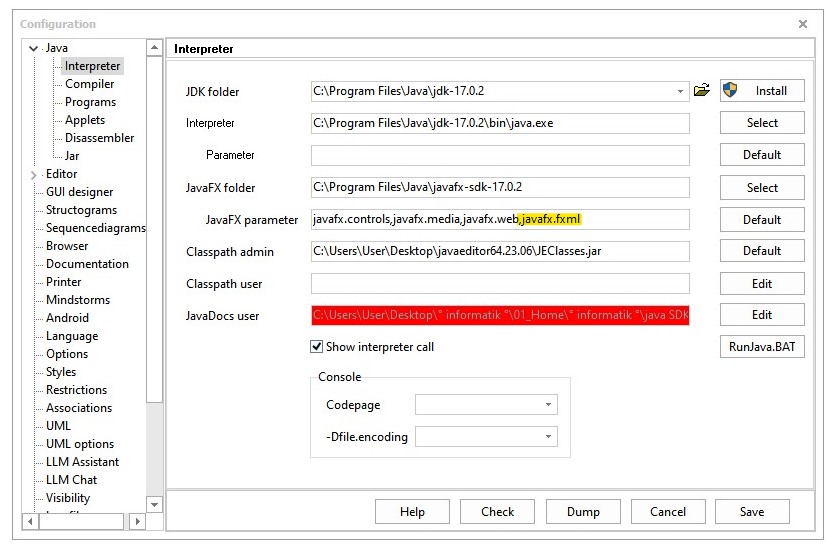 Configuration
Java
Interpreter
Compiler
Programs
Applets
Disassembler
Jar
Editor
GUI designer
Structograms
Sequencediagrams
Browser
Documentation
Printer
Mindstorms
Android
Language
Options
Styles
Restrictions
Associations
UML
UML options
LLM Assistant
LLM Chat
Visibility
Interpreter
JDK folder C:\Program Files\Java\jdk-17.0.2 Install
Interpreter C:\Program Files\Java\jdk-17.0.2\bin\java.exe Select
Parameter Default
JavaFX folder C:\Program Files\Java\javafx-sdk-17.0.2 Select
JavaFX parameter javafx.controls,javafx.media,javafx.web,javafx.fxml Default
Classpath admin C:\Users\User\Desktop\javaeditor64.23.06\JEClasses.jar Default
Classpath user Edit
JavaDocs user C:\Users\User\Desktop\* informatik *\01_Home\* informatik *\java SDK Edit
Show interpreter call RunJava.BAT
Console
Codepage
-Dfile.encoding
Help Check Dump Cancel Save